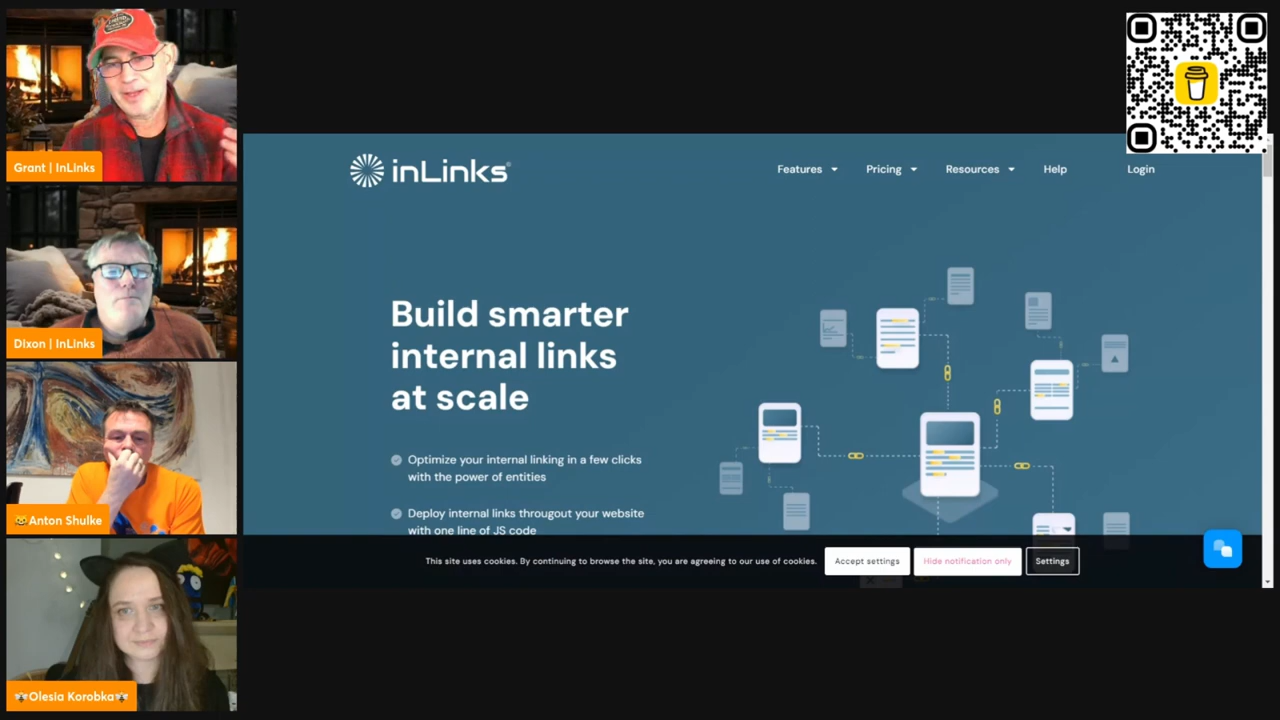 Grant | InLInks
DIxon | InLInks
Anton Shulke
Olesia Korobka
inLinks®
Features
Pricing
Resources
Help
Login
Build smarter
internal links
at scale
Optimize your internal linking in a few clicks
with the power of entities
Deploy internal links througout your website
with one line of JS code
This site uses cookies. By continuing to browse the site, you are agreeing to our use of cookies.
Accept settings
Hide notification only
Settings